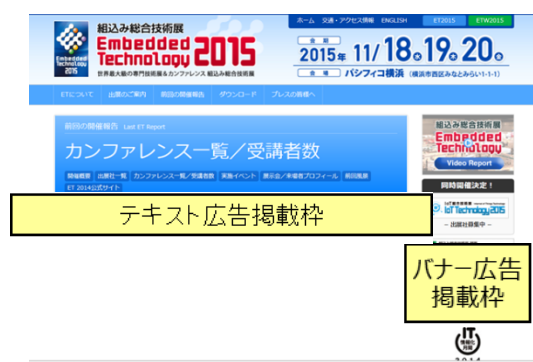 ホーム 交通・アクセス情報 ENGLISH ET2015 ETW2015
組込み総合技術展
Embedded
Technology 2015
世界最大級の専門技術展&カンファレンス 組込み総合技術展
Embedded
Technology
2015
会期 2015年 11/18水 19木 20金
会場 パシフィコ横浜 (横浜市西区みなとみらい1-1-1)
ETについて 出展のご案内 前回の開催報告 ダウンロード プレスの皆様へ
前回の開催報告 Last ET Report
カンファレンス一覧/受講者数
開催概要 出展社一覧 カンファレンス一覧/受講者数 実施イベント 展示会/来場者プロフィール 前回風景
ET 2014公式サイト
組込み総合技術展
Embedded
Technology
Video Report
同時開催決定!
IoT Technology 2015
- 出展社募集中 -
テキスト広告掲載枠
バナー広告
掲載枠
IT
2014